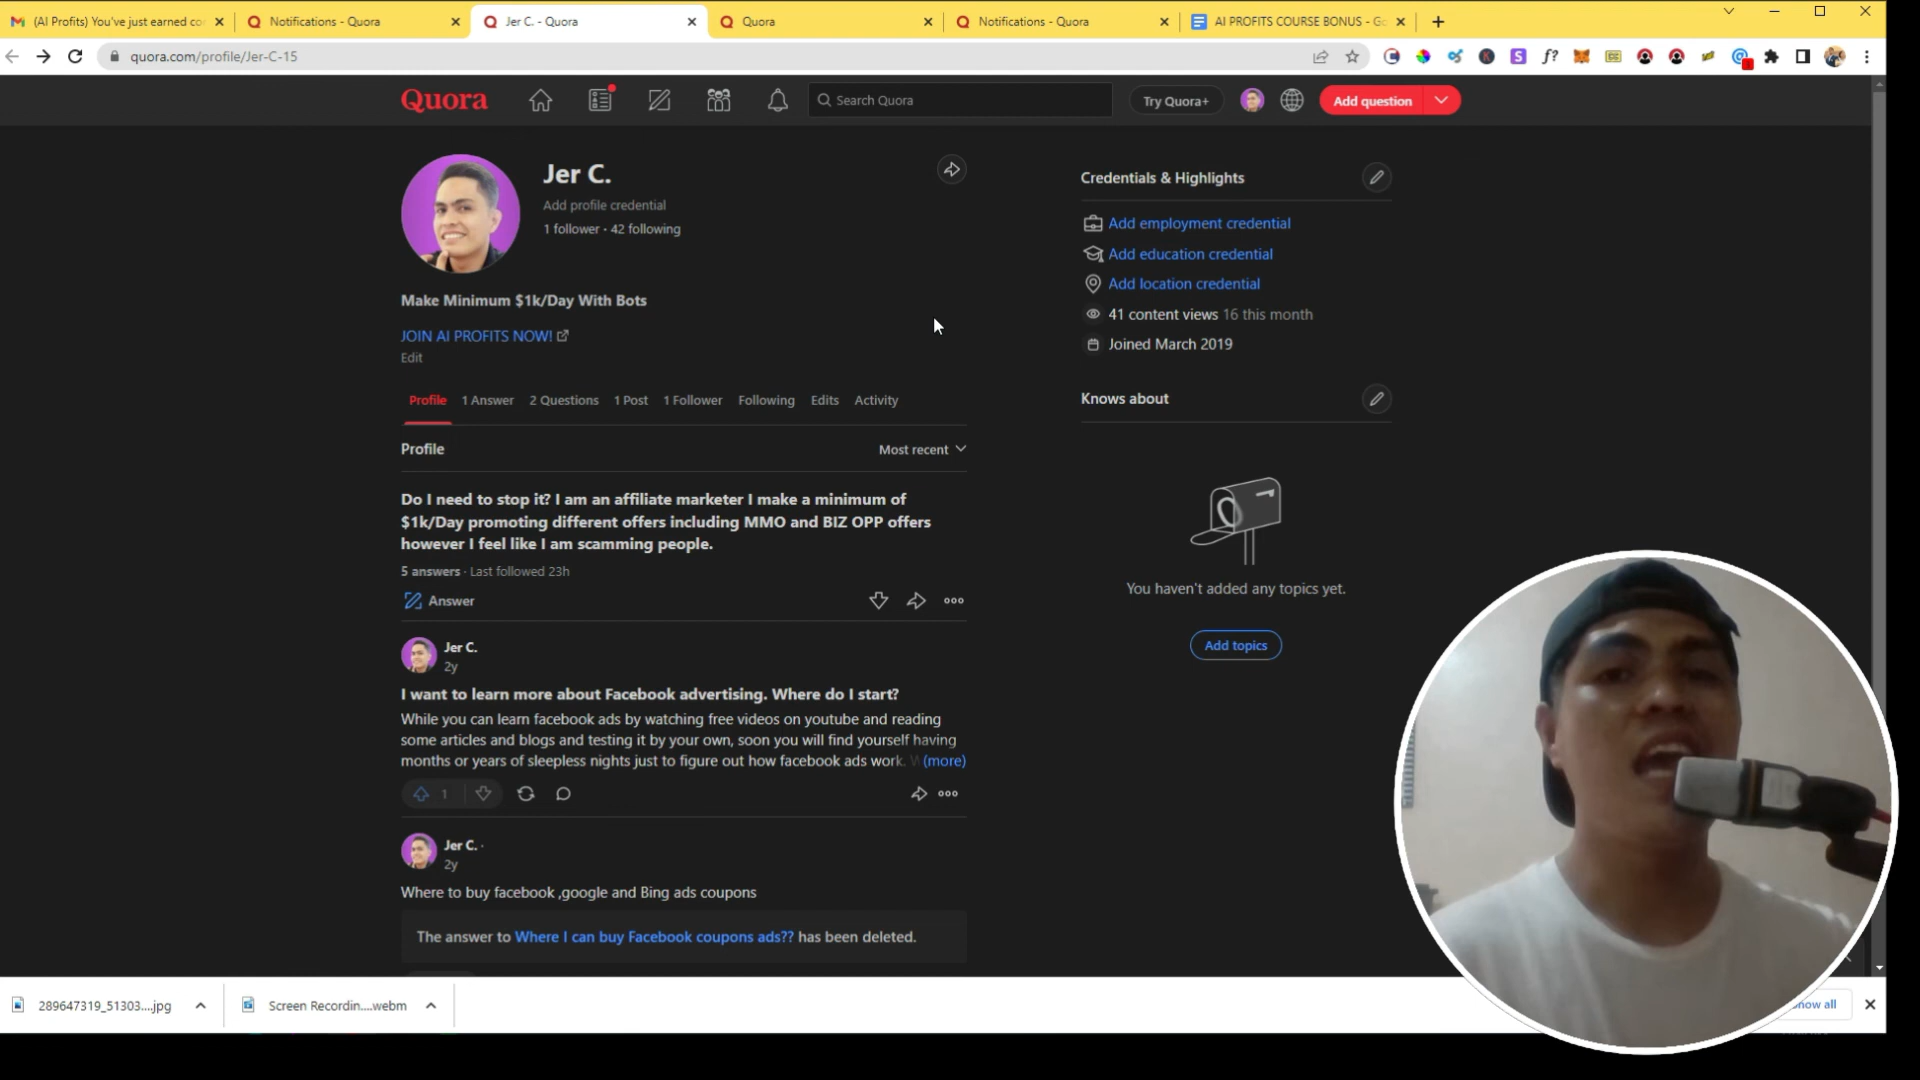 (AI Profits) You've just earned co
Notifications - Quora
Jer C. - Quora
Quora
Notifications - Quora
AI PROFITS COURSE BONUS - Go
quora.com/profile/Jer-C-15
Quora
Search Quora
Try Quora+
Add question
Jer C.
Add profile credential
1 follower · 42 following
Make Minimum $1k/Day With Bots
JOIN AI PROFITS NOW!
Edit
Profile 1 Answer 2 Questions 1 Post 1 Follower Following Edits Activity
Profile
Most recent
Do I need to stop it? I am an affiliate marketer I make a minimum of
$1k/Day promoting different offers including MMO and BIZ OPP offers
however I feel like I am scamming people.
5 answers · Last followed 23h
Answer
Jer C.
2y
I want to learn more about Facebook advertising. Where do I start?
While you can learn facebook ads by watching free videos on youtube and reading
some articles and blogs and testing it by your own, soon you will find yourself having
months or years of sleepless nights just to figure out how facebook ads work. (more)
1
Jer C. ·
2y
Where to buy facebook ,google and Bing ads coupons
The answer to Where I can buy Facebook coupons ads?? has been deleted.
Credentials & Highlights
Add employment credential
Add education credential
Add location credential
41 content views 16 this month
Joined March 2019
Knows about
You haven't added any topics yet.
Add topics
289647319_51303....jpg
Screen Recordin....webm
how all